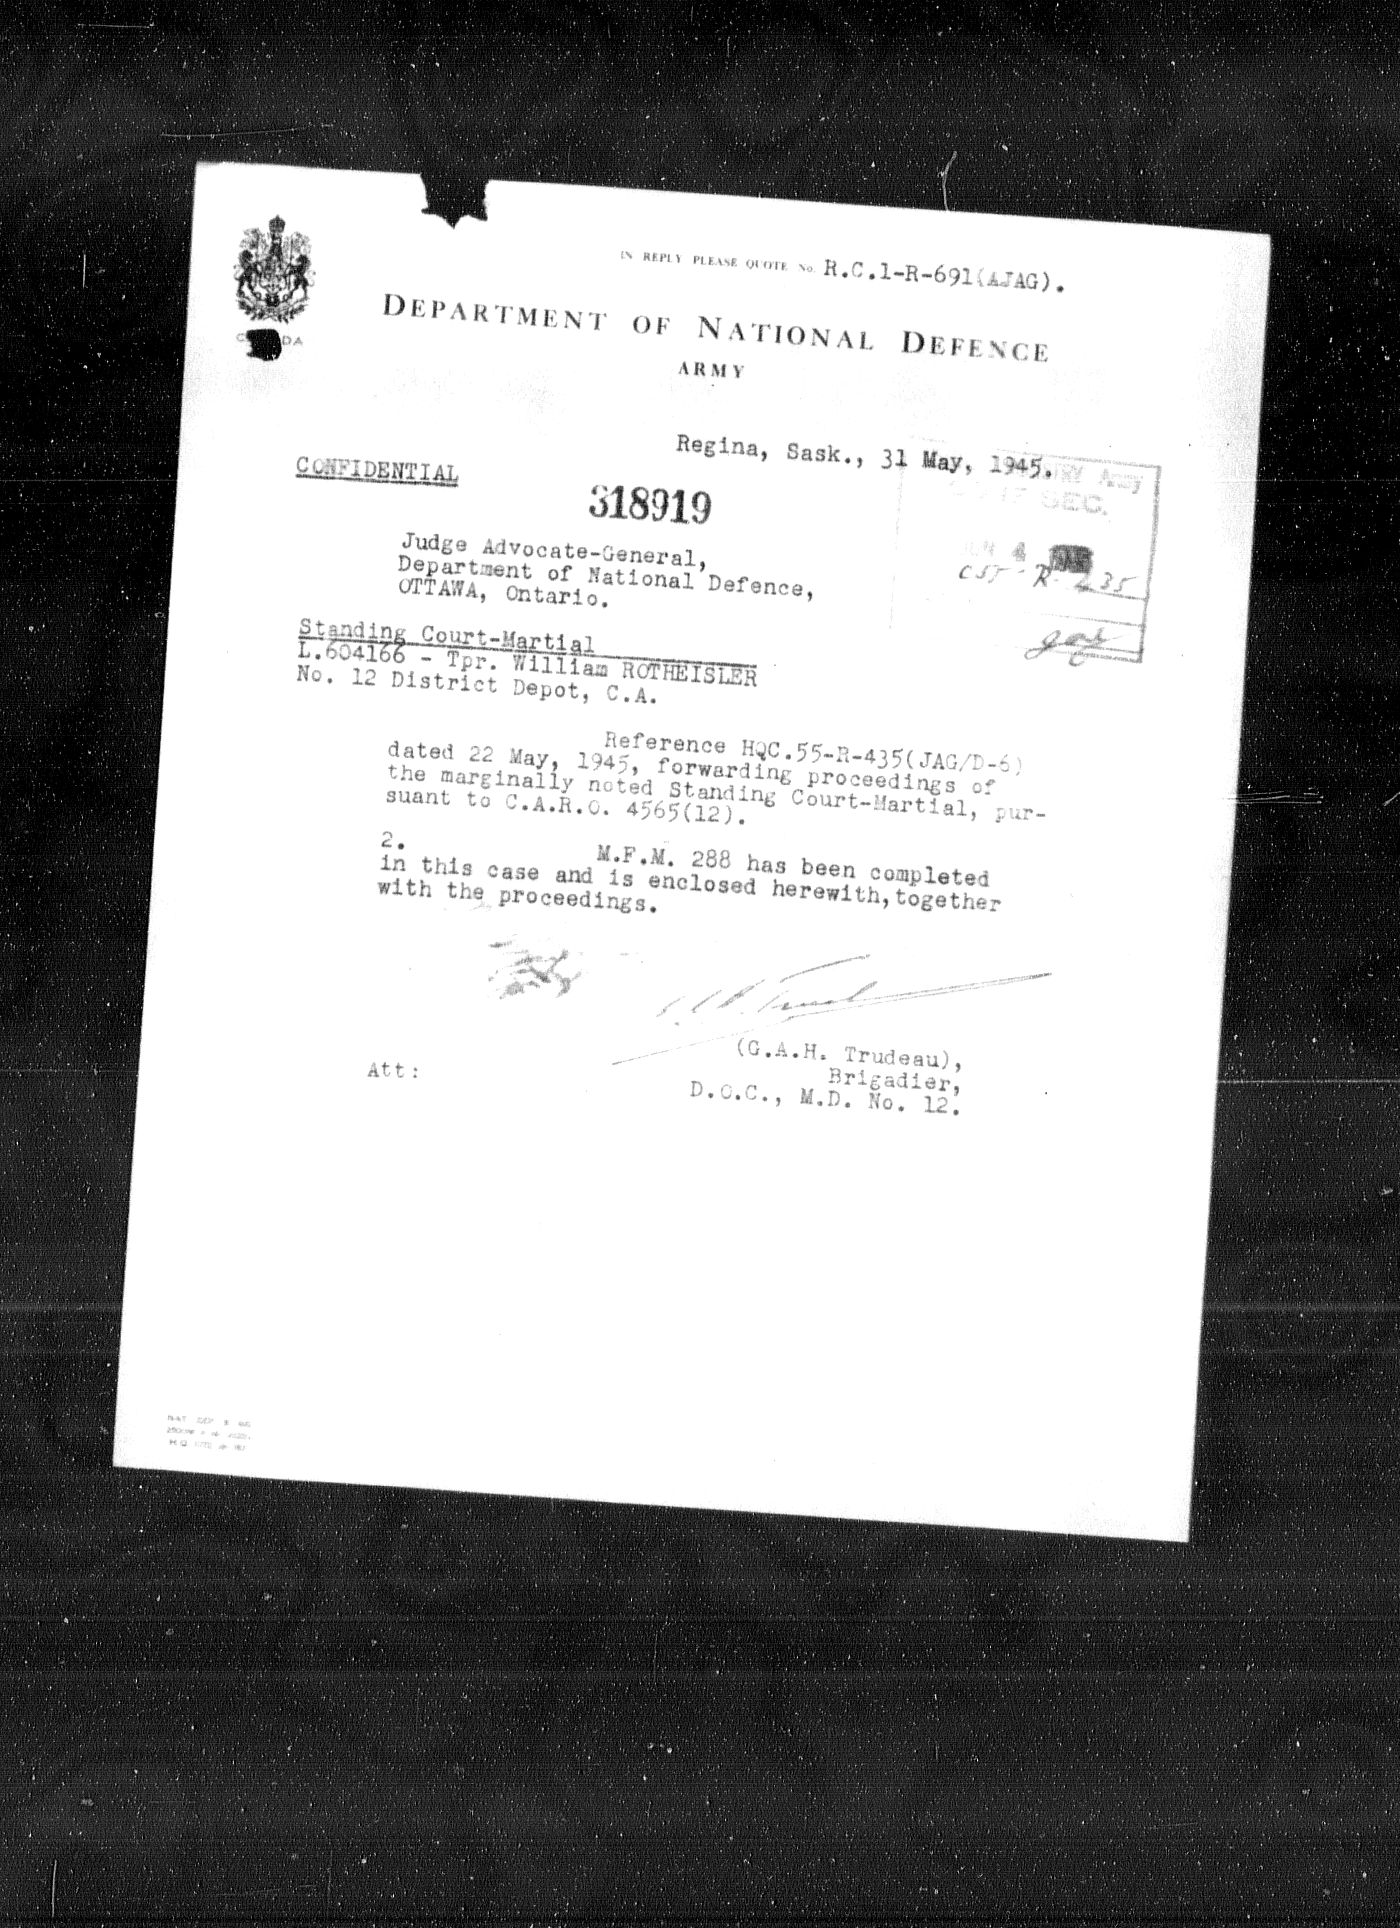 IN REPLY PLEASE QUOTE No. R.C.1-R-691(AJAG).
DEPARTMENT OF NATIONAL DEFENCE
ARMY
Regina, Sask., 31 May, 1945.
CONFIDENTIAL
318919
Judge Advocate-General,
Department of National Defence,
OTTAWA, Ontario.
Standing Court-Martial
L.604166 - Tpr. William ROTHEISLER
No. 12 District Depot, C.A.
Reference HQC.55-R-435(JAG/D-6)
dated 22 May, 1945, forwarding proceedings of
the marginally noted Standing Court-Martial, pur-
suant to C.A.R.O. 4565(12).
2. M.F.M. 288 has been completed
in this case and is enclosed herewith, together
with the proceedings.
(G.A.H. Trudeau),
Brigadier,
D.O.C., M.D. No. 12.
Att: